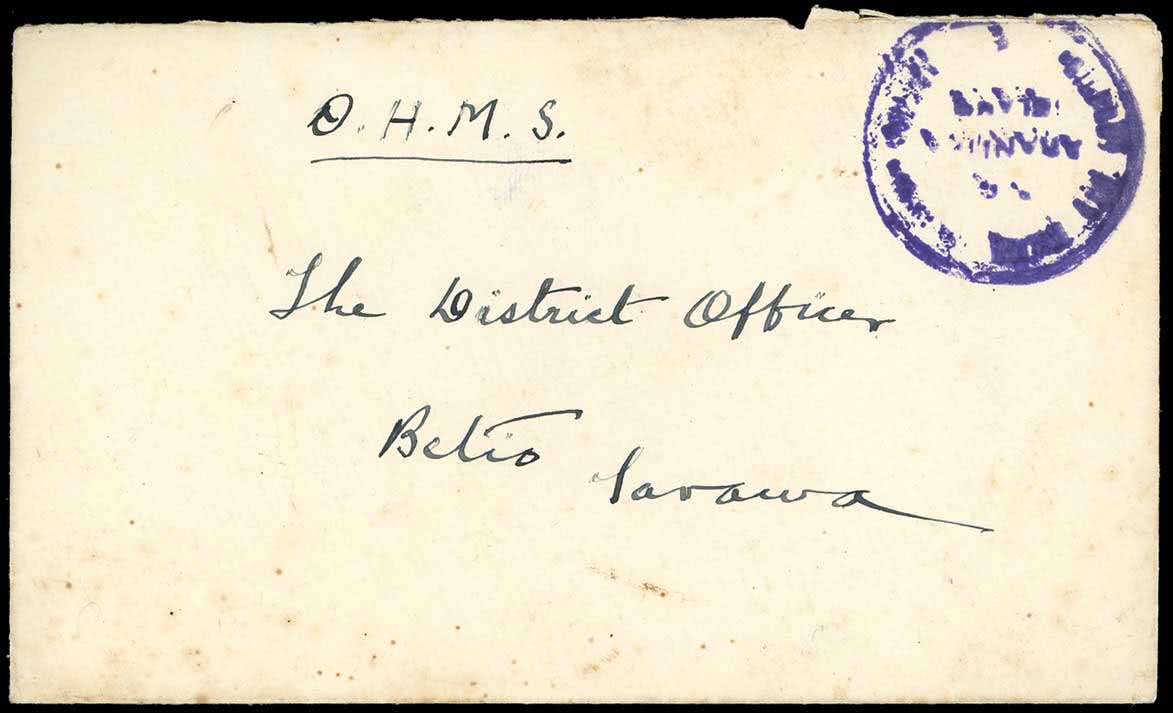 O.H.M.S.
The District Officer
Betio
Tarawa